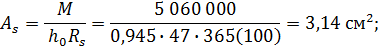 A_s = M / (h_0 R_s) = 5 060 000 / (0,945 · 47 · 365(100)) = 3,14 см²;